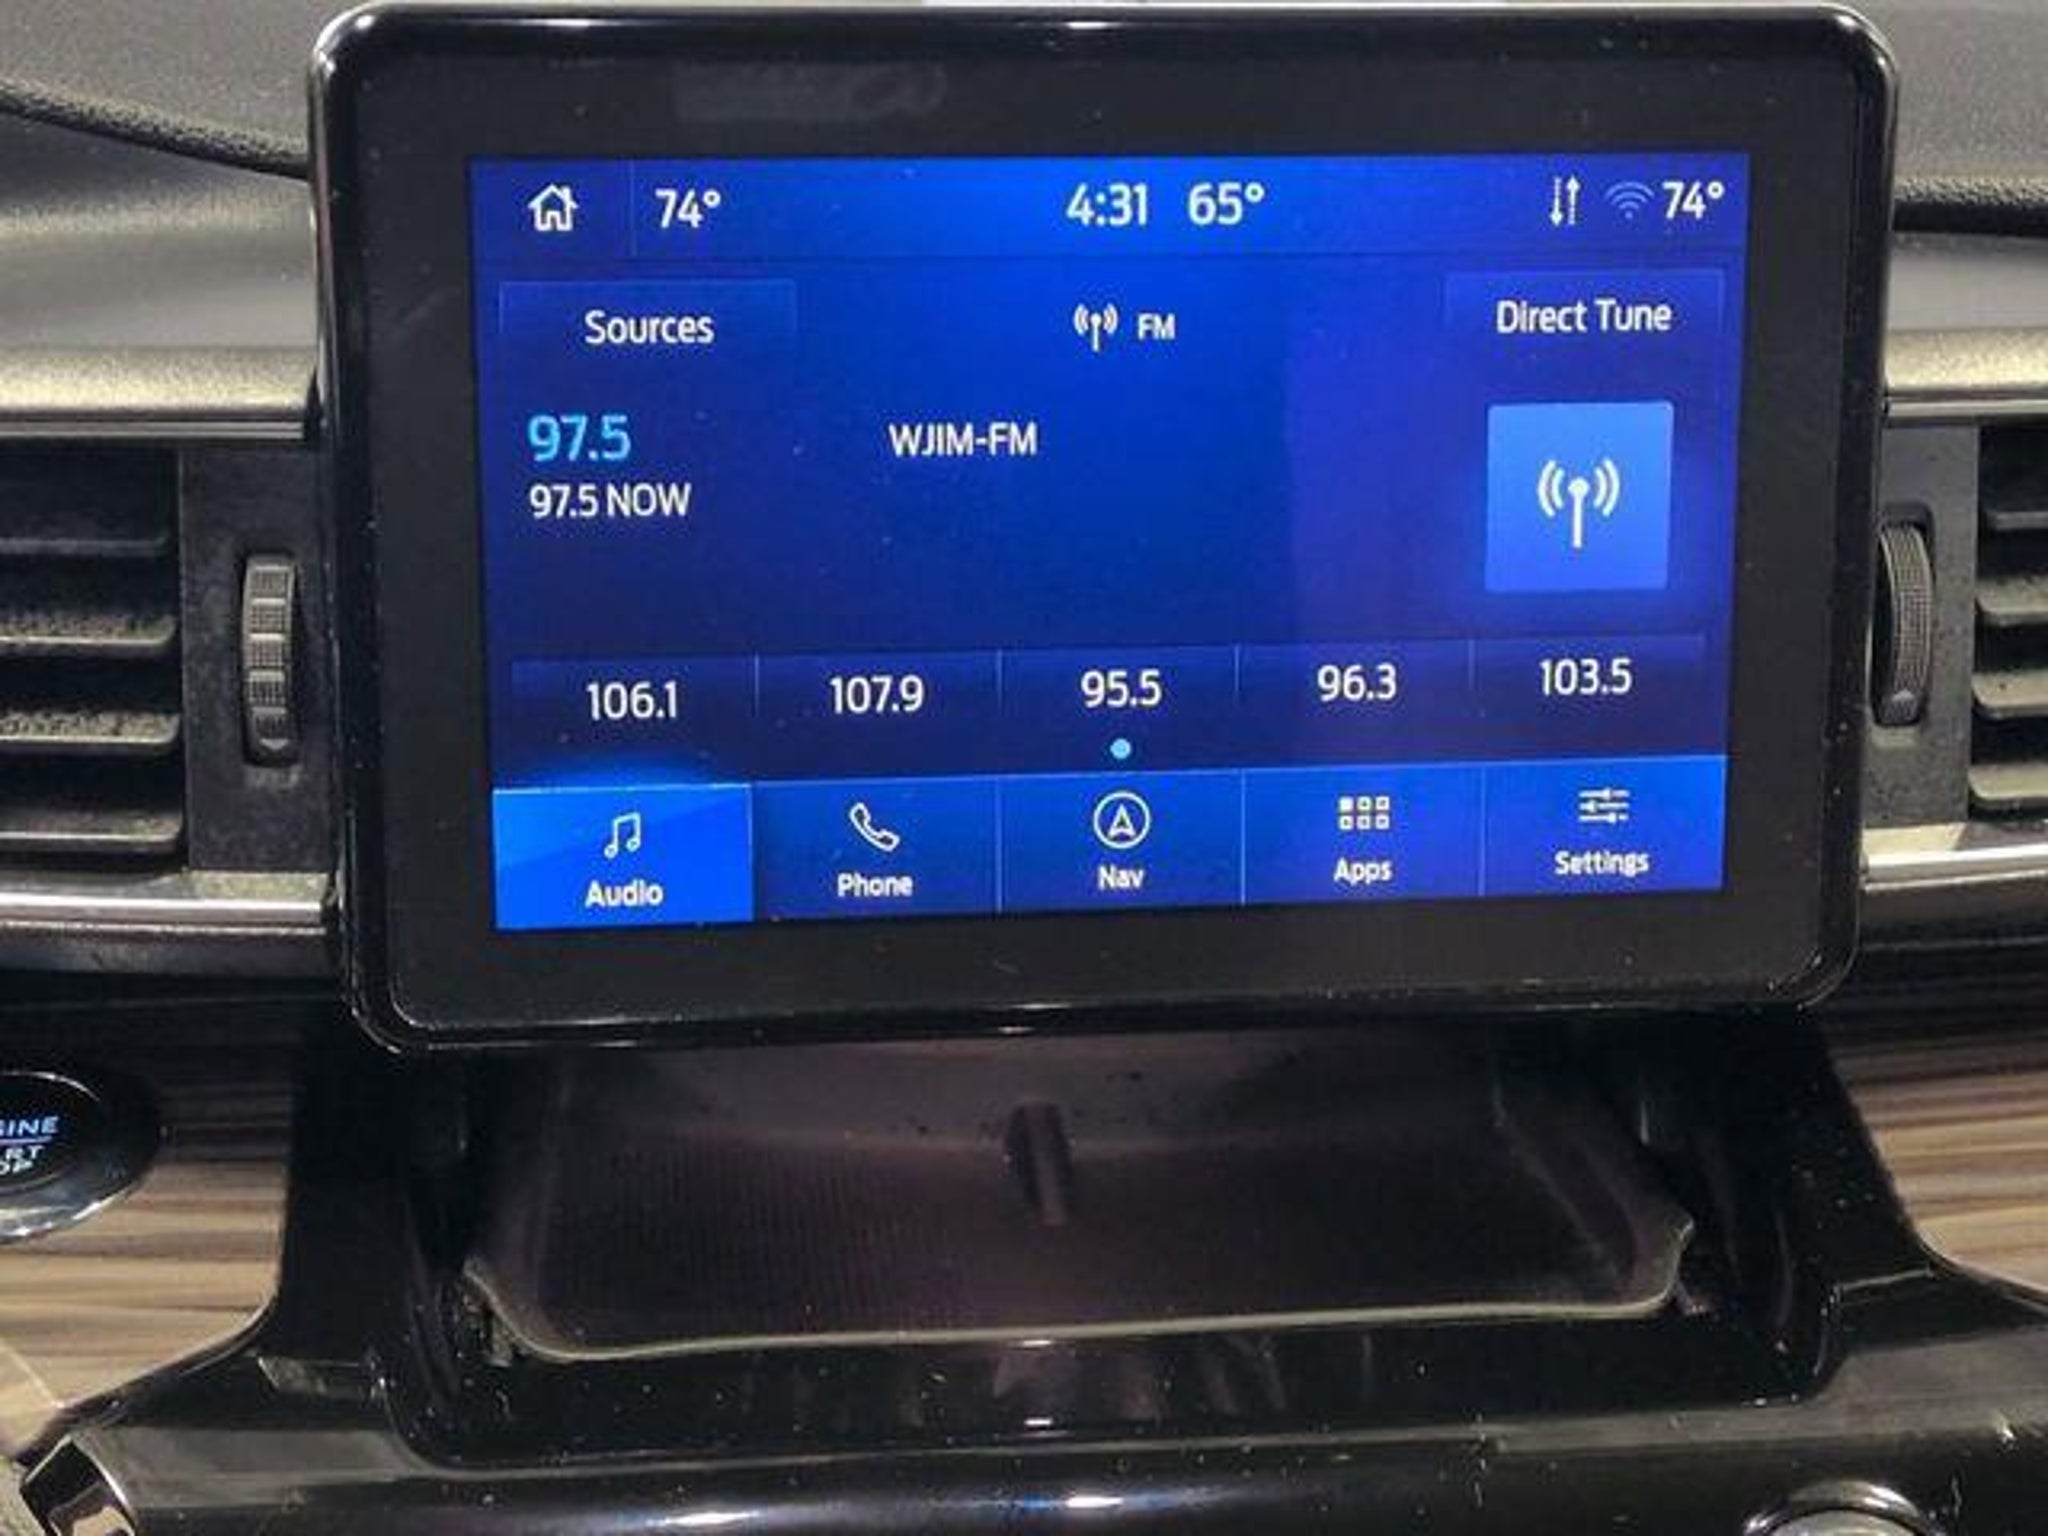 74° 4:31 65° 74°
Sources FM Direct Tune
97.5 WJIM-FM
97.5 NOW
106.1 107.9 95.5 96.3 103.5
Audio Phone Nav Apps Settings